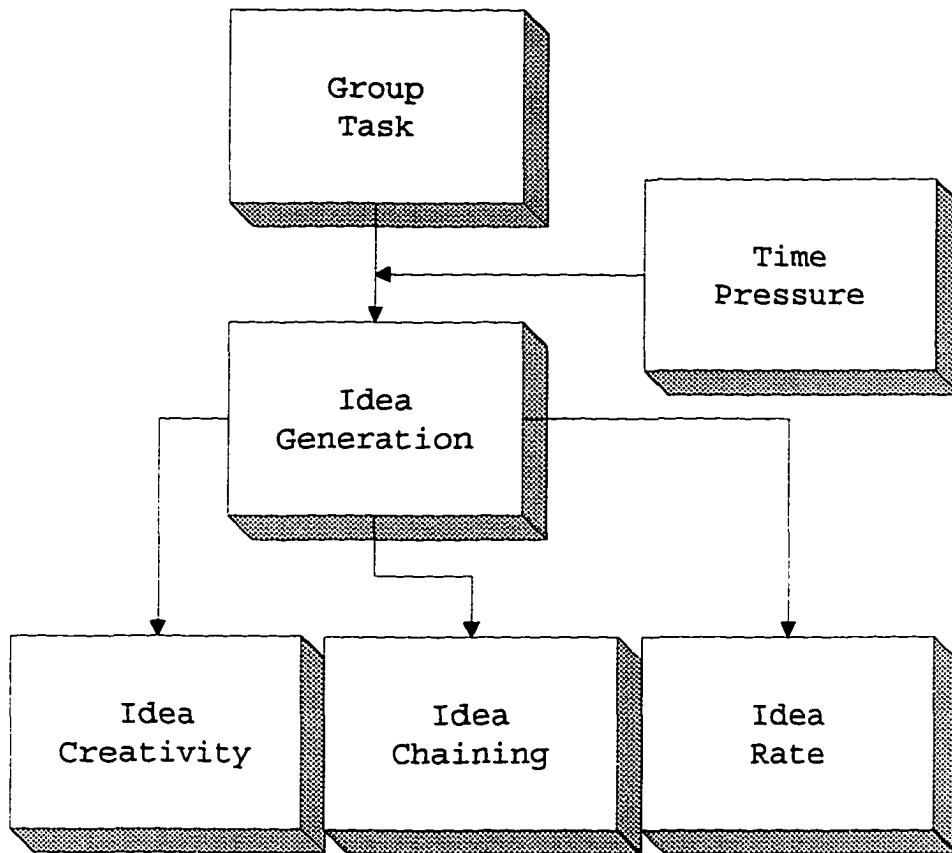 Group
Task
Time
Pressure
Idea
Generation
Idea
Creativity
Idea
Chaining
Idea
Rate